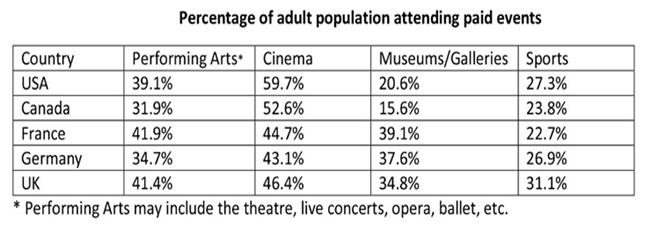 Percentage of adult population attending paid events
Country Performing Arts* Cinema Museums/Galleries Sports
USA 39.1% 59.7% 20.6% 27.3%
Canada 31.9% 52.6% 15.6% 23.8%
France 41.9% 44.7% 39.1% 22.7%
Germany 34.7% 43.1% 37.6% 26.9%
UK 41.4% 46.4% 34.8% 31.1%
* Performing Arts may include the theatre, live concerts, opera, ballet, etc.